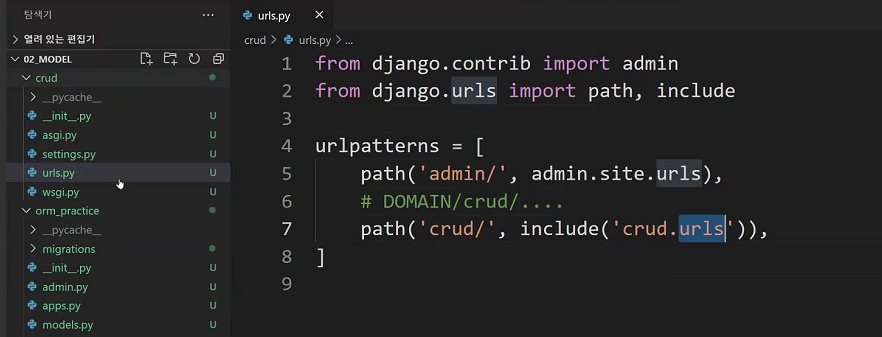 탐색기
...
열려 있는 편집기
02_MODEL
crud
__pycache__
__init__.py U
asgi.py U
settings.py U
urls.py U
wsgi.py U
orm_practice
__pycache__
migrations
__init__.py U
admin.py U
apps.py U
models.py U
urls.py
crud > urls.py > ...
1 from django.contrib import admin
2 from django.urls import path, include
3
4 urlpatterns = [
5 path('admin/', admin.site.urls),
6 # DOMAIN/crud/....
7 path('crud/', include('crud.urls')),
8 ]
9